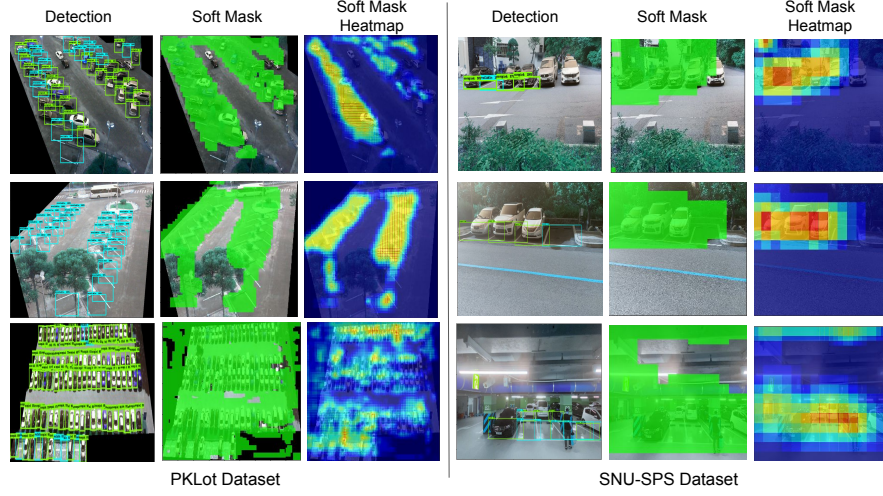 Detection
Soft Mask
Soft Mask
Heatmap
Detection
Soft Mask
Soft Mask
Heatmap
PKLot Dataset
SNU-SPS Dataset